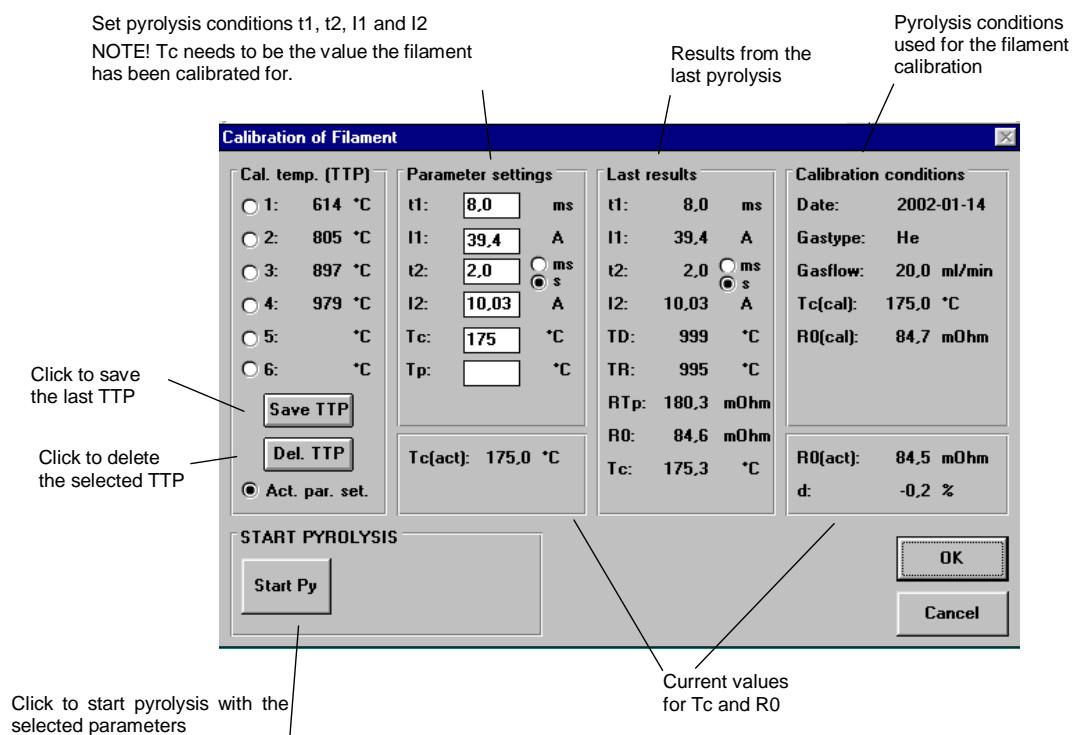 Set pyrolysis conditions t1, t2, I1 and I2
NOTE! Tc needs to be the value the filament
has been calibrated for.
Results from the
last pyrolysis
Pyrolysis conditions
used for the filament
calibration
Calibration of Filament
Cal. temp. (TTP)
1: 614 °C
2: 805 °C
3: 897 °C
4: 979 °C
5: °C
6: °C
Save TTP
Del. TTP
Act. par. set.
Parameter settings
t1: 8,0 ms
I1: 39,4 A
t2: 2,0 ms
s
I2: 10,03 A
Tc: 175 °C
Tp: °C
Tc(act): 175,0 °C
Last results
t1: 8,0 ms
I1: 39,4 A
t2: 2,0 ms
s
I2: 10,03 A
TD: 999 °C
TR: 995 °C
RTp: 180,3 mOhm
R0: 84,6 mOhm
Tc: 175,3 °C
Calibration conditions
Date: 2002-01-14
Gastype: He
Gasflow: 20,0 ml/min
Tc(cal): 175,0 °C
R0(cal): 84,7 mOhm
R0(act): 84,5 mOhm
d: -0,2 %
START PYROLYSIS
Start Py
OK
Cancel
Click to save
the last TTP
Click to delete
the selected TTP
Click to start pyrolysis with the
selected parameters
Current values
for Tc and R0